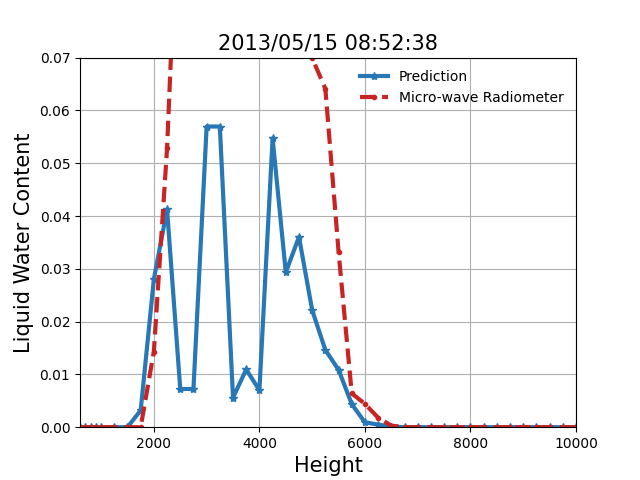 2013/05/15 08:52:38
Prediction
Micro-wave Radiometer
Liquid Water Content
0.07
0.06
0.05
0.04
0.03
0.02
0.01
0.00
2000 4000 6000 8000 10000
Height